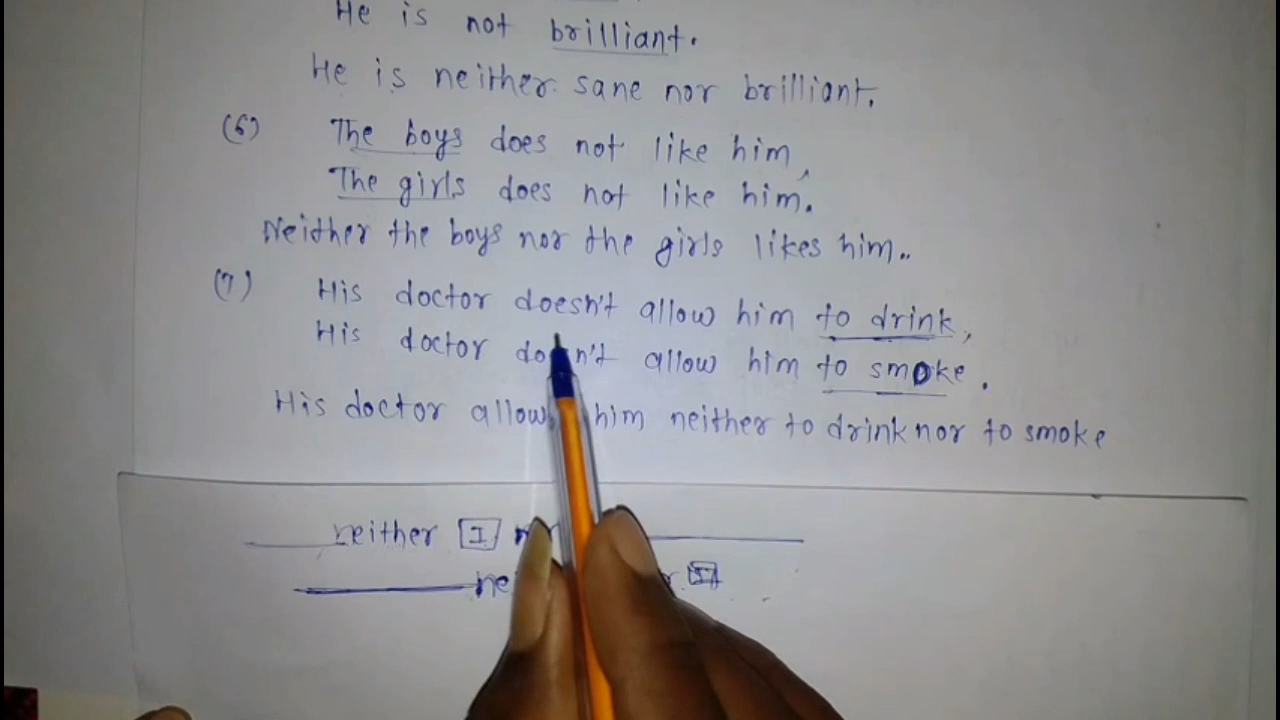 He is not brilliant.
He is neither sane nor brilliant.
(6) The boys does not like him,
The girls does not like him.
Neither the boys nor the girls likes him..
(7) His doctor doesn't allow him to drink,
His doctor doesn't allow him to smoke.
His doctor allows him neither to drink nor to smoke
neither I